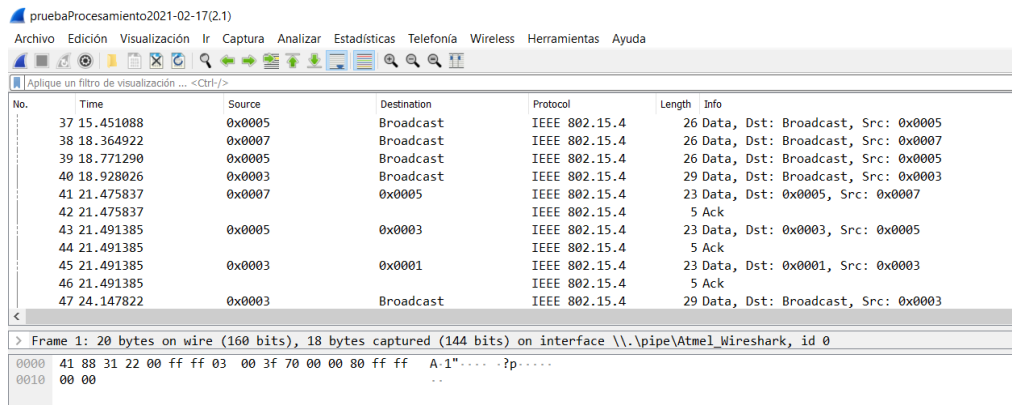 pruebaProcesamiento2021-02-17(2.1)
Archivo Edición Visualización Ir Captura Analizar Estadísticas Telefonía Wireless Herramientas Ayuda
Aplique un filtro de visualización ... <Ctrl-/>
No. Time Source Destination Protocol Length Info
37 15.451088 0x0005 Broadcast IEEE 802.15.4 26 Data, Dst: Broadcast, Src: 0x0005
38 18.364922 0x0007 Broadcast IEEE 802.15.4 26 Data, Dst: Broadcast, Src: 0x0007
39 18.771290 0x0005 Broadcast IEEE 802.15.4 26 Data, Dst: Broadcast, Src: 0x0005
40 18.928026 0x0003 Broadcast IEEE 802.15.4 29 Data, Dst: Broadcast, Src: 0x0003
41 21.475837 0x0007 0x0005 IEEE 802.15.4 23 Data, Dst: 0x0005, Src: 0x0007
42 21.475837 IEEE 802.15.4 5 Ack
43 21.491385 0x0005 0x0003 IEEE 802.15.4 23 Data, Dst: 0x0003, Src: 0x0005
44 21.491385 IEEE 802.15.4 5 Ack
45 21.491385 0x0003 0x0001 IEEE 802.15.4 23 Data, Dst: 0x0001, Src: 0x0003
46 21.491385 IEEE 802.15.4 5 Ack
47 24.147822 0x0003 Broadcast IEEE 802.15.4 29 Data, Dst: Broadcast, Src: 0x0003
> Frame 1: 20 bytes on wire (160 bits), 18 bytes captured (144 bits) on interface \\.\pipe\Atmel_Wireshark, id 0
0000 41 88 31 22 00 ff ff 03 00 3f 70 00 00 80 ff ff A·1"···· ·?p·····
0010 00 00 ··